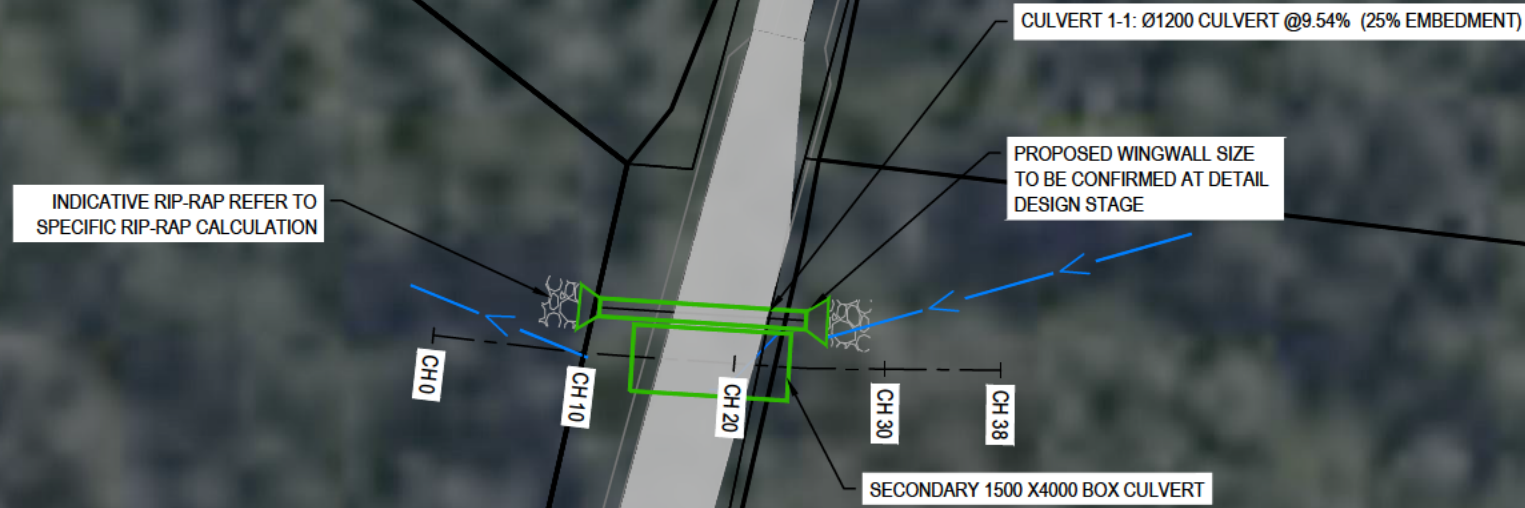 CULVERT 1-1: Ø1200 CULVERT @9.54% (25% EMBEDMENT)
PROPOSED WINGWALL SIZE
TO BE CONFIRMED AT DETAIL
DESIGN STAGE
INDICATIVE RIP-RAP REFER TO
SPECIFIC RIP-RAP CALCULATION
CH 0
CH 10
CH 20
CH 30
CH 38
SECONDARY 1500 X4000 BOX CULVERT